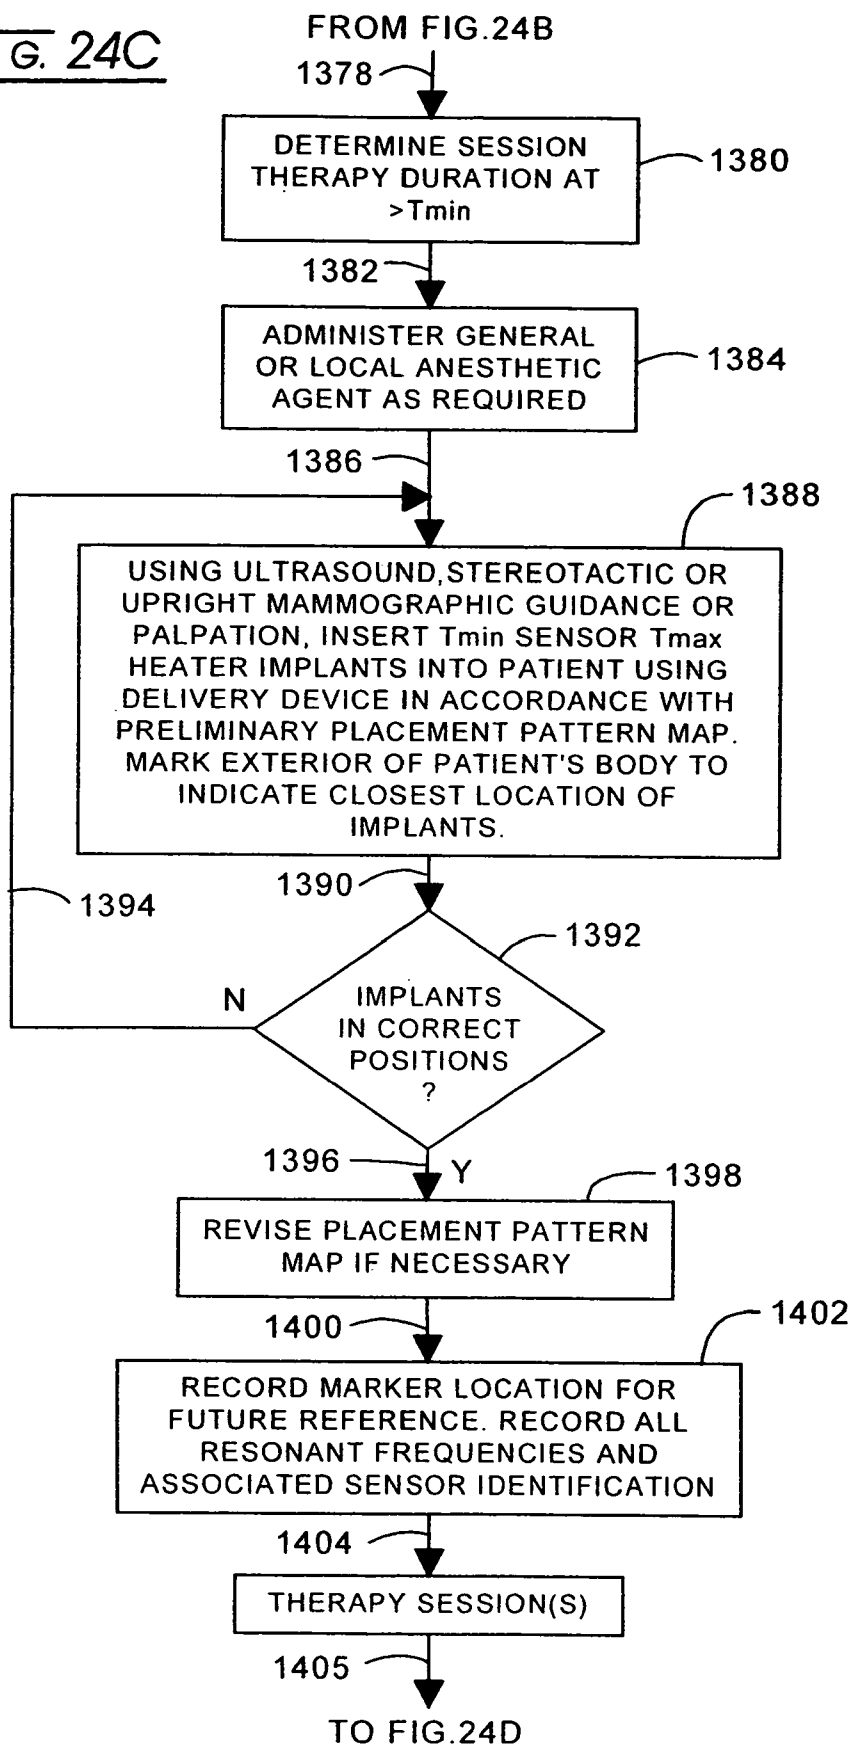 G. 24C
FROM FIG.24B
1378
DETERMINE SESSION
THERAPY DURATION AT
>Tmin
1380
1382
ADMINISTER GENERAL
OR LOCAL ANESTHETIC
AGENT AS REQUIRED
1384
1386
1388
USING ULTRASOUND,STEREOTACTIC OR
UPRIGHT MAMMOGRAPHIC GUIDANCE OR
PALPATION, INSERT Tmin SENSOR Tmax
HEATER IMPLANTS INTO PATIENT USING
DELIVERY DEVICE IN ACCORDANCE WITH
PRELIMINARY PLACEMENT PATTERN MAP.
MARK EXTERIOR OF PATIENT'S BODY TO
INDICATE CLOSEST LOCATION OF
IMPLANTS.
1390
1394
1392
N
IMPLANTS
IN CORRECT
POSITIONS
?
1396
Y
1398
REVISE PLACEMENT PATTERN
MAP IF NECESSARY
1400
1402
RECORD MARKER LOCATION FOR
FUTURE REFERENCE. RECORD ALL
RESONANT FREQUENCIES AND
ASSOCIATED SENSOR IDENTIFICATION
1404
THERAPY SESSION(S)
1405
TO FIG.24D